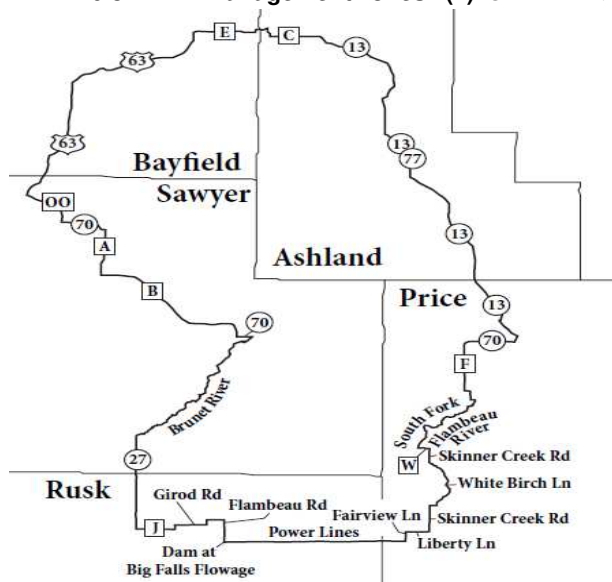 Management
E
C
13
63
63
13
77
Bayfield
Sawyer
OO
70
A
13
Ashland
B
Price
13
70
70
F
Brunet River
South Fork
Flambeau
River
W
Skinner Creek Rd
27
Rusk
White Birch Ln
Girod Rd
Flambeau Rd
Fairview Ln
Skinner Creek Rd
J
Power Lines
Liberty Ln
Dam at
Big Falls Flowage